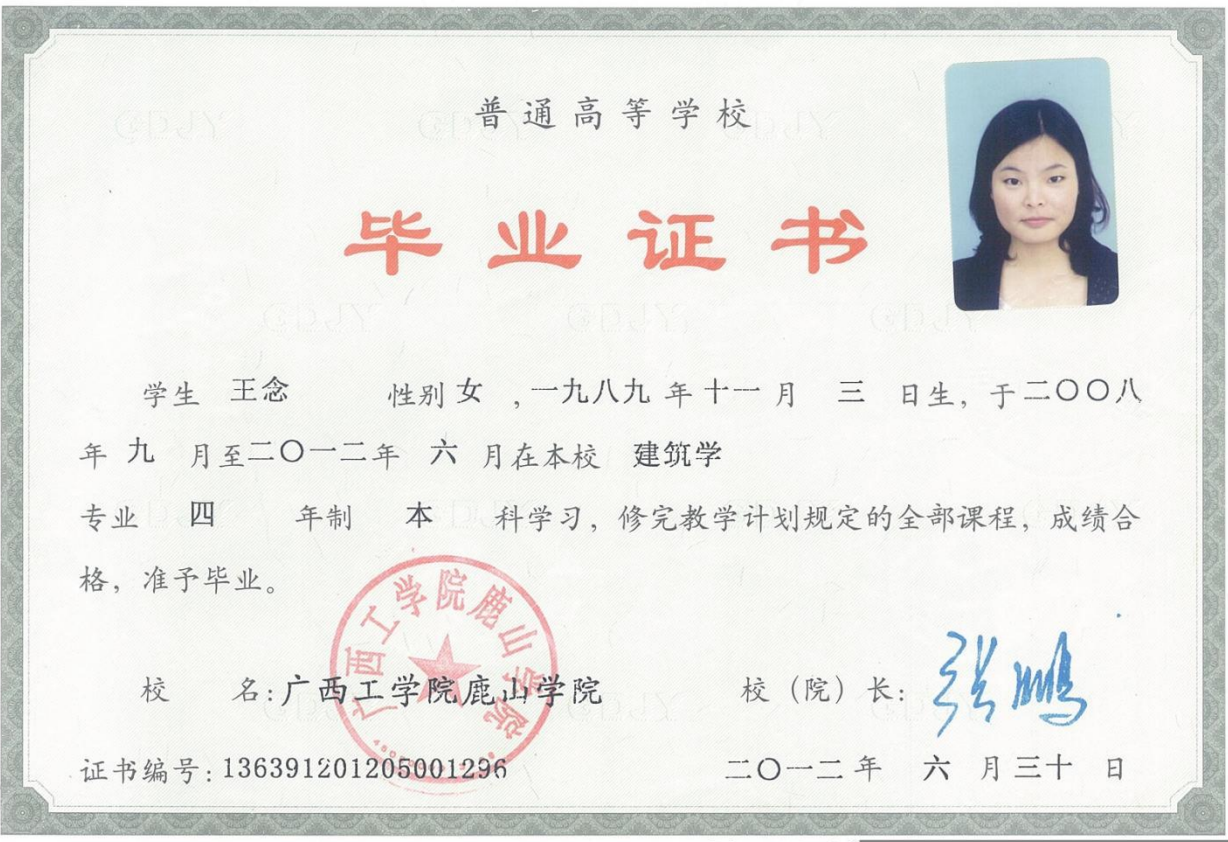 普通高等学校
毕业证书
学生 王念 性别 女 ,一九八九 年 十一 月 三 日生，于二〇〇八
年 九 月至二〇一二年 六 月在本校 建筑学
专业 四 年制 本 科学习，修完教学计划规定的全部课程，成绩合
格，准予毕业。
广西工学院鹿山学院
校 名:广西工学院鹿山学院 校（院）长: 张鹏
证书编号:136391201205001296 二〇一二年 六 月三十 日